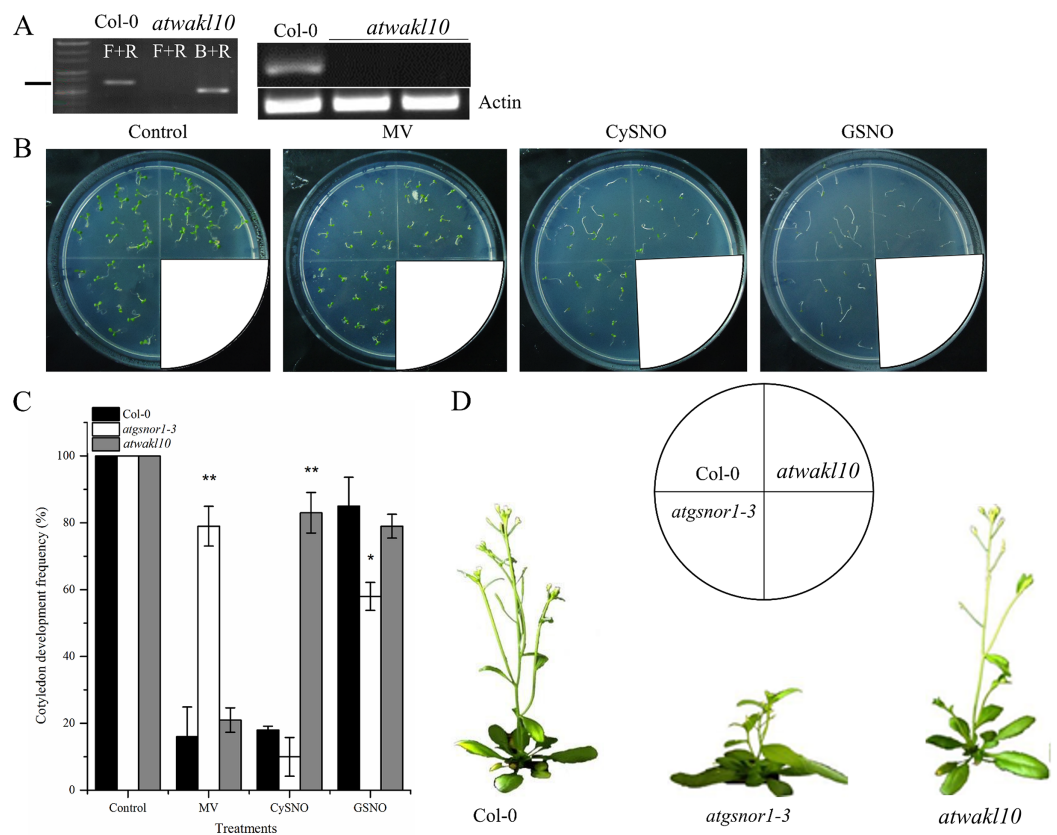 A
Col-0 atwakl10
F+R F+R B+R
Col-0 atwakl10
Actin
B
Control MV CySNO GSNO
C
Col-0
atgsnor1-3
atwakl10
Cotyledon development frequency (%)
100
80
60
40
20
0
**
**
*
Control MV CySNO GSNO
Treatments
D
Col-0 atwakl10
atgsnor1-3
Col-0 atgsnor1-3 atwakl10